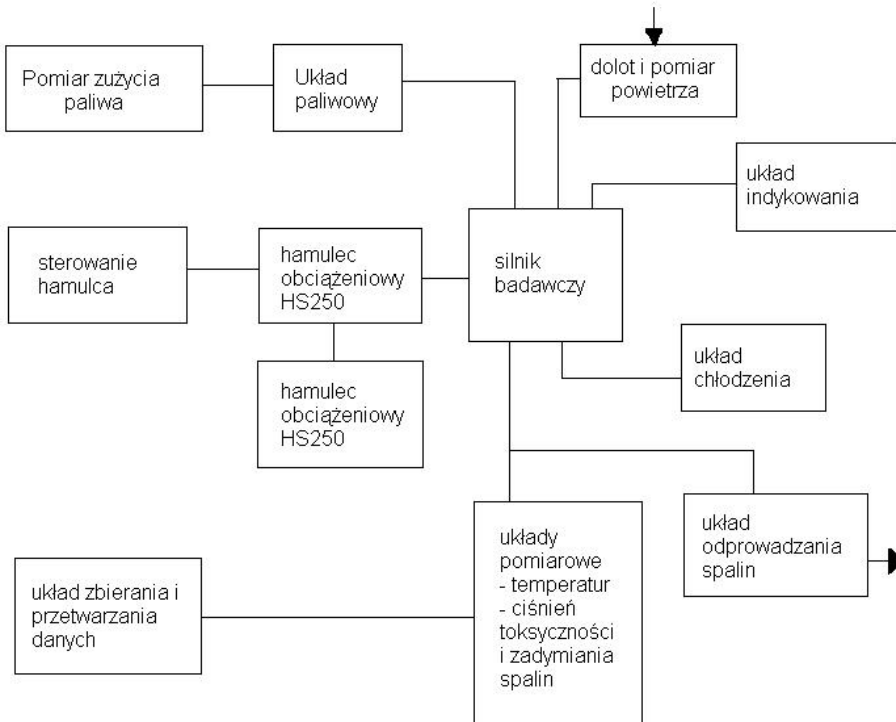 Pomiar zużycia
paliwa
Układ
paliwowy
dolot i pomiar
powietrza
układ
indykowania
sterowanie
hamulca
hamulec
obciążeniowy
HS250
silnik
badawczy
hamulec
obciążeniowy
HS250
układ
chłodzenia
układ zbierania i
przetwarzania
danych
układy
pomiarowe
- temperatur
- ciśnień
toksyczności
i zadymiania
spalin
układ
odprowadzania
spalin